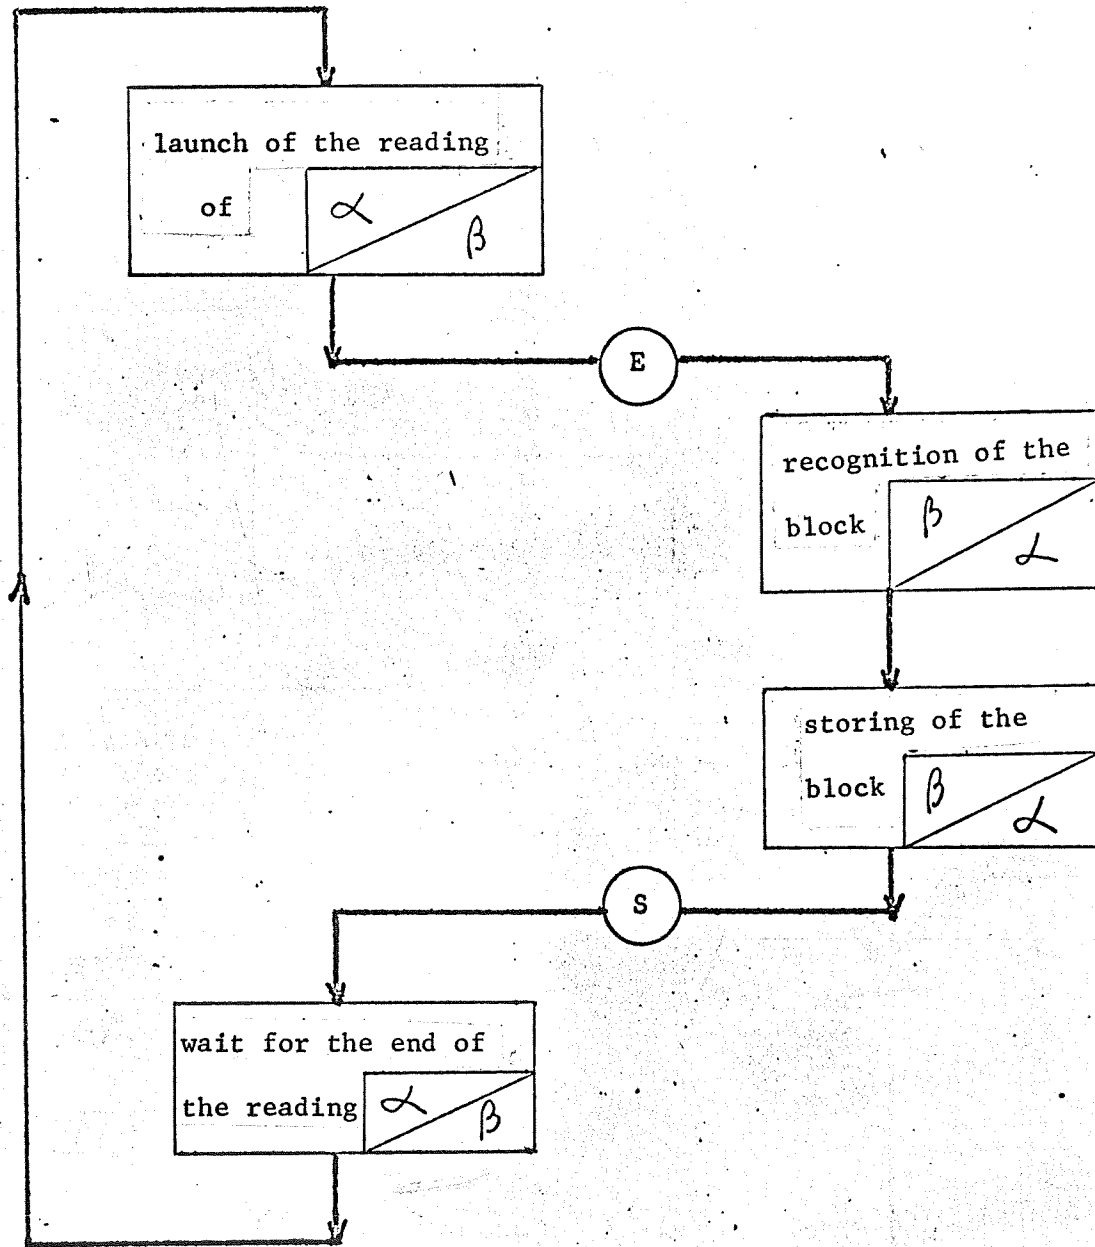 launch of the reading
of α β
E
recognition of the
block β α
storing of the
block β α
S
wait for the end of
the reading α β